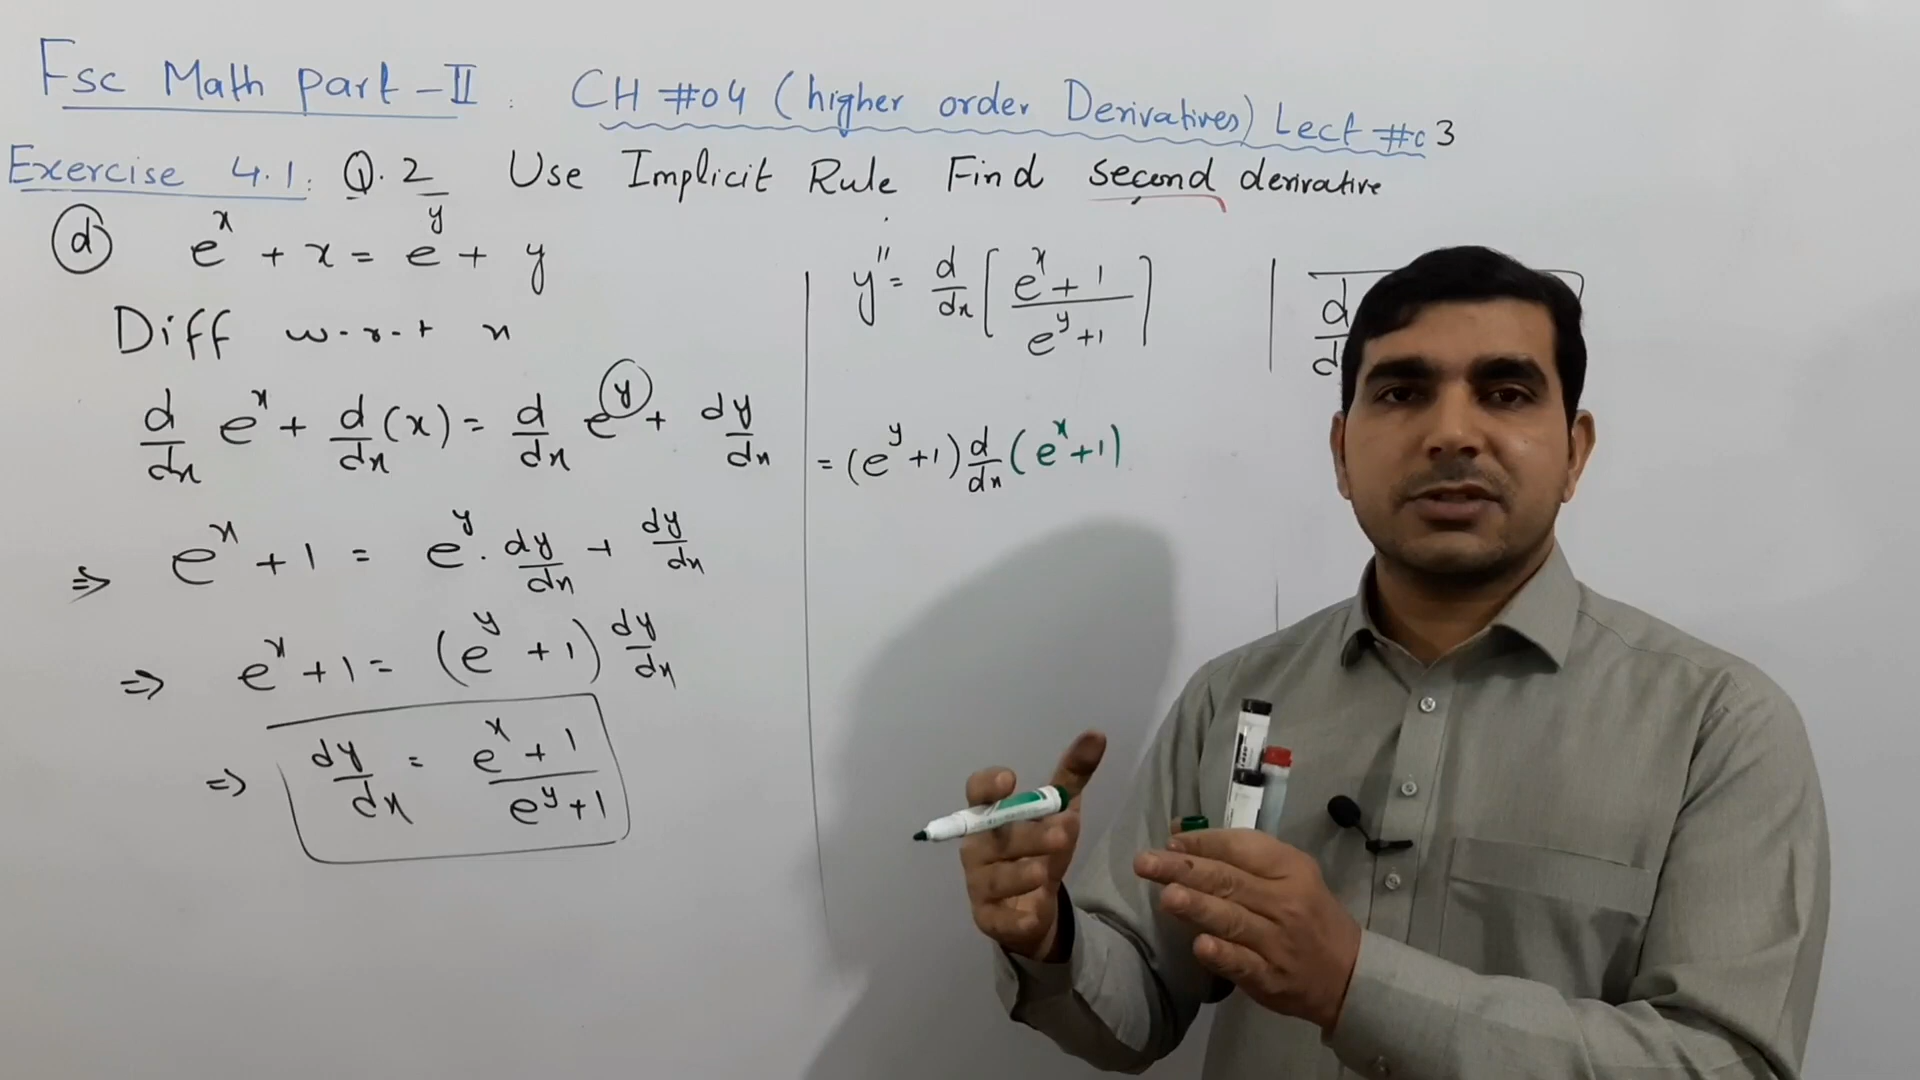 Fsc Math part-II : CH #04 (higher order Derivatives) Lect #03
Exercise 4.1: Q.2 Use Implicit Rule Find second derivative
(d) e^x + x = e^y + y
Diff w.r.t x
d/dx e^x + d/dx (x) = d/dx e^y + dy/dx
⇒ e^x + 1 = e^y . dy/dx + dy/dx
⇒ e^x + 1 = (e^y + 1) dy/dx
⇒ dy/dx = e^x + 1 / e^y + 1
y'' = d/dx [ e^x + 1 / e^y + 1 ]
= (e^y + 1) d/dx (e^x + 1)